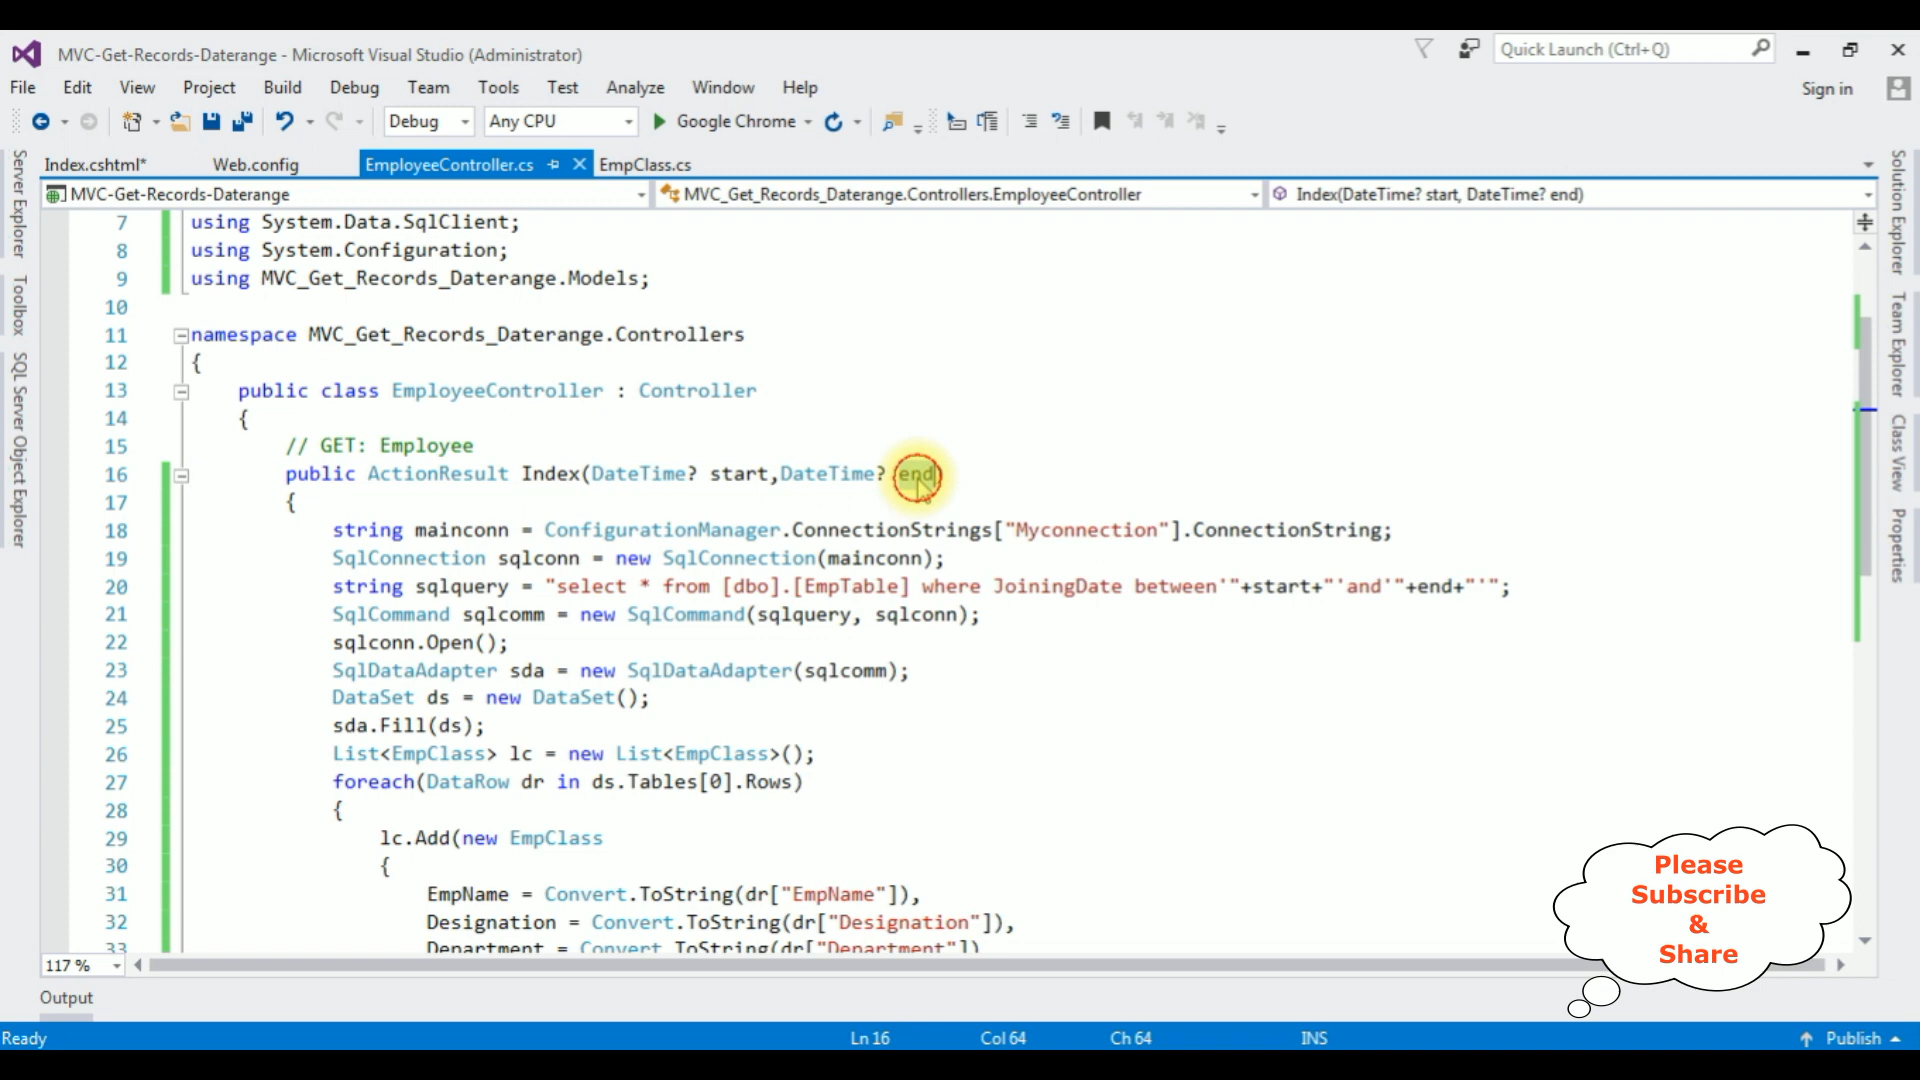 MVC-Get-Records-Daterange - Microsoft Visual Studio (Administrator)
Quick Launch (Ctrl+Q)
File Edit View Project Build Debug Team Tools Test Analyze Window Help
Sign in
Debug Any CPU Google Chrome
Index.cshtml* Web.config EmployeeController.cs EmpClass.cs
MVC-Get-Records-Daterange MVC_Get_Records_Daterange.Controllers.EmployeeController Index(DateTime? start, DateTime? end)
Server Explorer
Toolbox
SQL Server Object Explorer
7 using System.Data.SqlClient;
8 using System.Configuration;
9 using MVC_Get_Records_Daterange.Models;
10
11 namespace MVC_Get_Records_Daterange.Controllers
12 {
13 public class EmployeeController : Controller
14 {
15 // GET: Employee
16 public ActionResult Index(DateTime? start,DateTime? end)
17 {
18 string mainconn = ConfigurationManager.ConnectionStrings["Myconnection"].ConnectionString;
19 SqlConnection sqlconn = new SqlConnection(mainconn);
20 string sqlquery = "select * from [dbo].[EmpTable] where JoiningDate between'"+start+"'and'"+end+"'";
21 SqlCommand sqlcomm = new SqlCommand(sqlquery, sqlconn);
22 sqlconn.Open();
23 SqlDataAdapter sda = new SqlDataAdapter(sqlcomm);
24 DataSet ds = new DataSet();
25 sda.Fill(ds);
26 List<EmpClass> lc = new List<EmpClass>();
27 foreach(DataRow dr in ds.Tables[0].Rows)
28 {
29 lc.Add(new EmpClass
30 {
31 EmpName = Convert.ToString(dr["EmpName"]),
32 Designation = Convert.ToString(dr["Designation"]),
33 Department = Convert.ToString(dr["Department"])
Solution Explorer
Team Explorer
Class View
Properties
Please
Subscribe
&
Share
117 %
Output
Ready Ln 16 Col 64 Ch 64 INS Publish